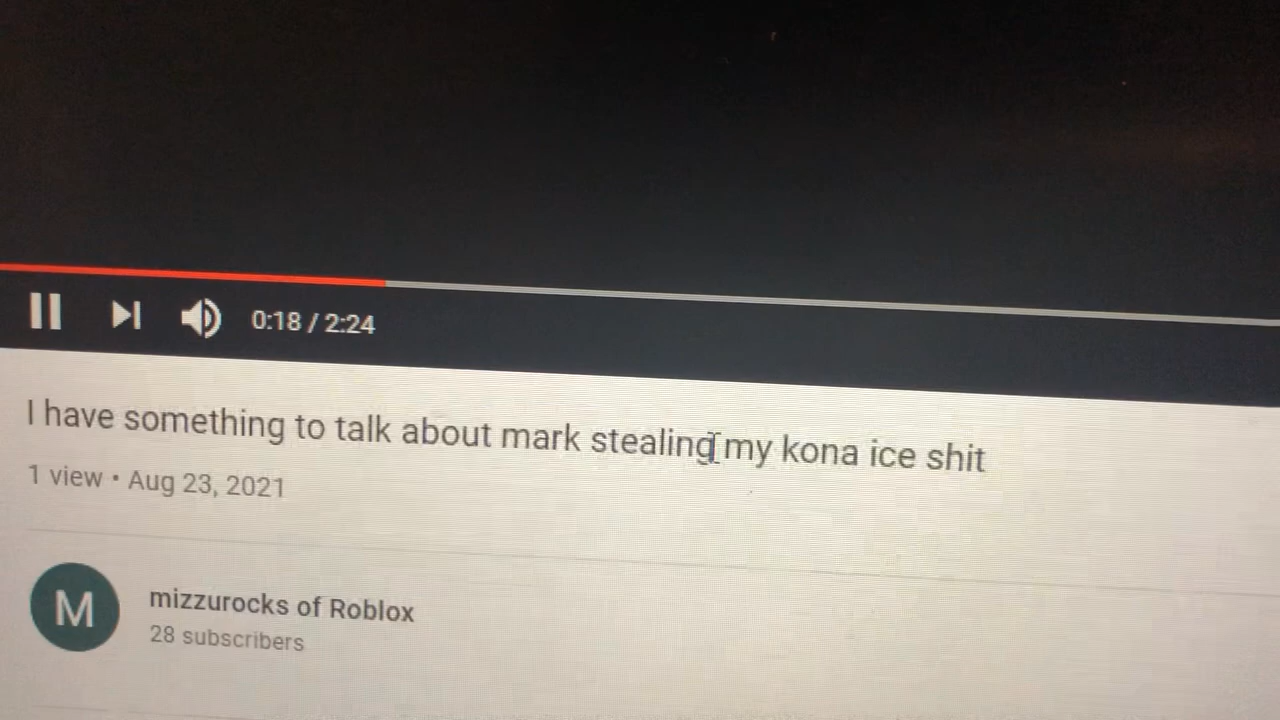 0:18 / 2:24
I have something to talk about mark stealing my kona ice shit
1 view • Aug 23, 2021
M
mizzurocks of Roblox
28 subscribers